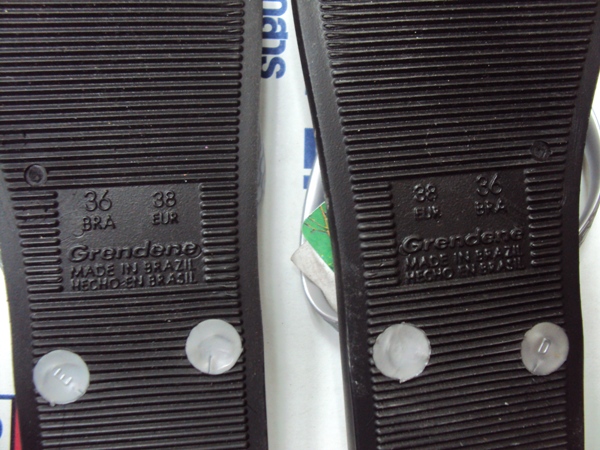 36 38
BRA EUR
Grendene
MADE IN BRAZIL
HECHO EN BRASIL
38 36
EUR BRA
Grendene
MADE IN BRAZIL
HECHO EN BRASIL